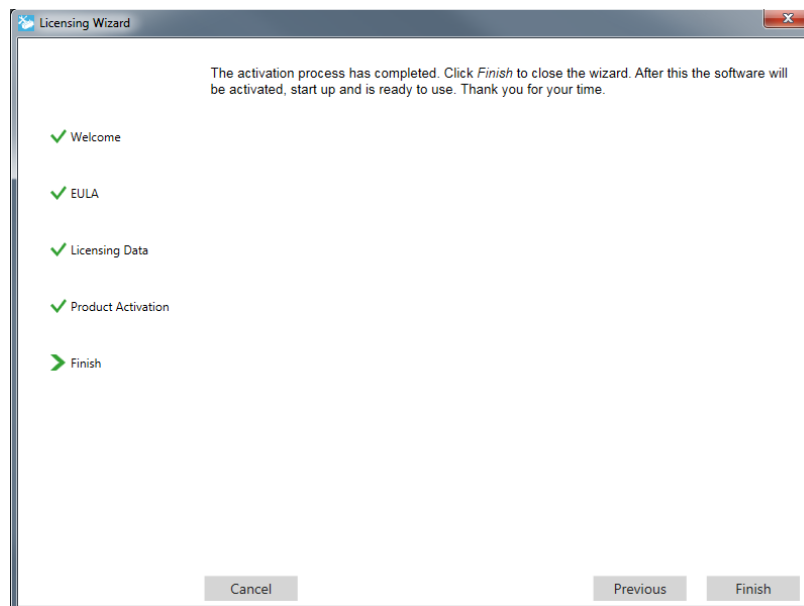 Licensing Wizard
The activation process has completed. Click Finish to close the wizard. After this the software will
be activated, start up and is ready to use. Thank you for your time.
Welcome
EULA
Licensing Data
Product Activation
Finish
Cancel
Previous
Finish